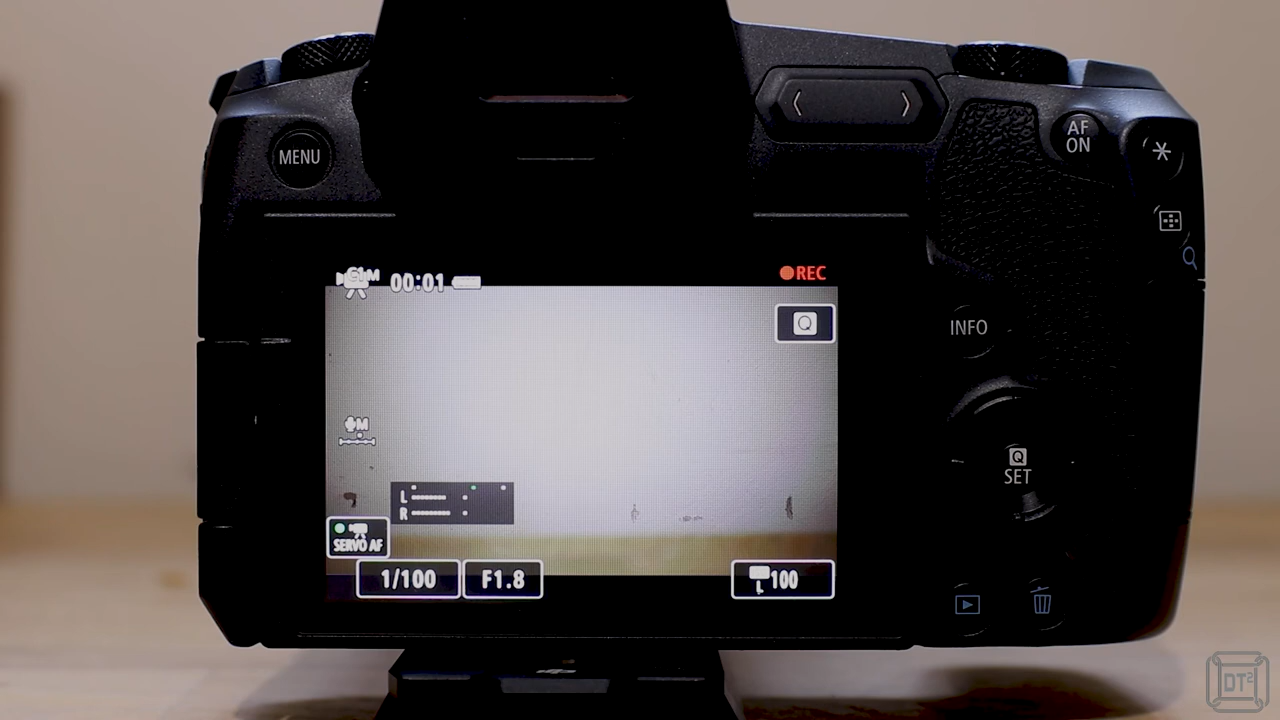 MENU
AF
ON
00:01
REC
Q
INFO
M
L
R
SERVO AF
Q
SET
1/100
F1.8
L 100
DT²